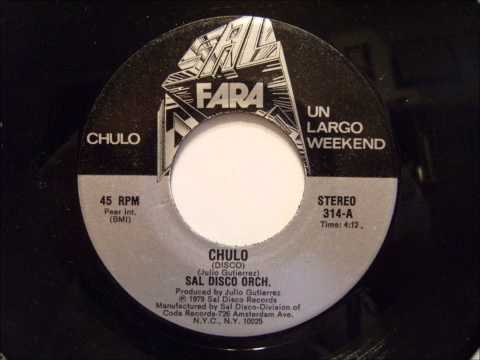 SAL
FARA
CHULO
UN
LARGO
WEEKEND
45 RPM
Peer Int.
(BMI)
STEREO
314-A
Time: 4:12
CHULO
(DISCO)
(Julio Gutierrez)
SAL DISCO ORCH.
Produced by Julio Gutierrez
℗ 1979 Sal Disco Records
Manufactured by Sal Disco-Division of
Coda Records-726 Amsterdam Ave.
N.Y.C., N.Y. 10025